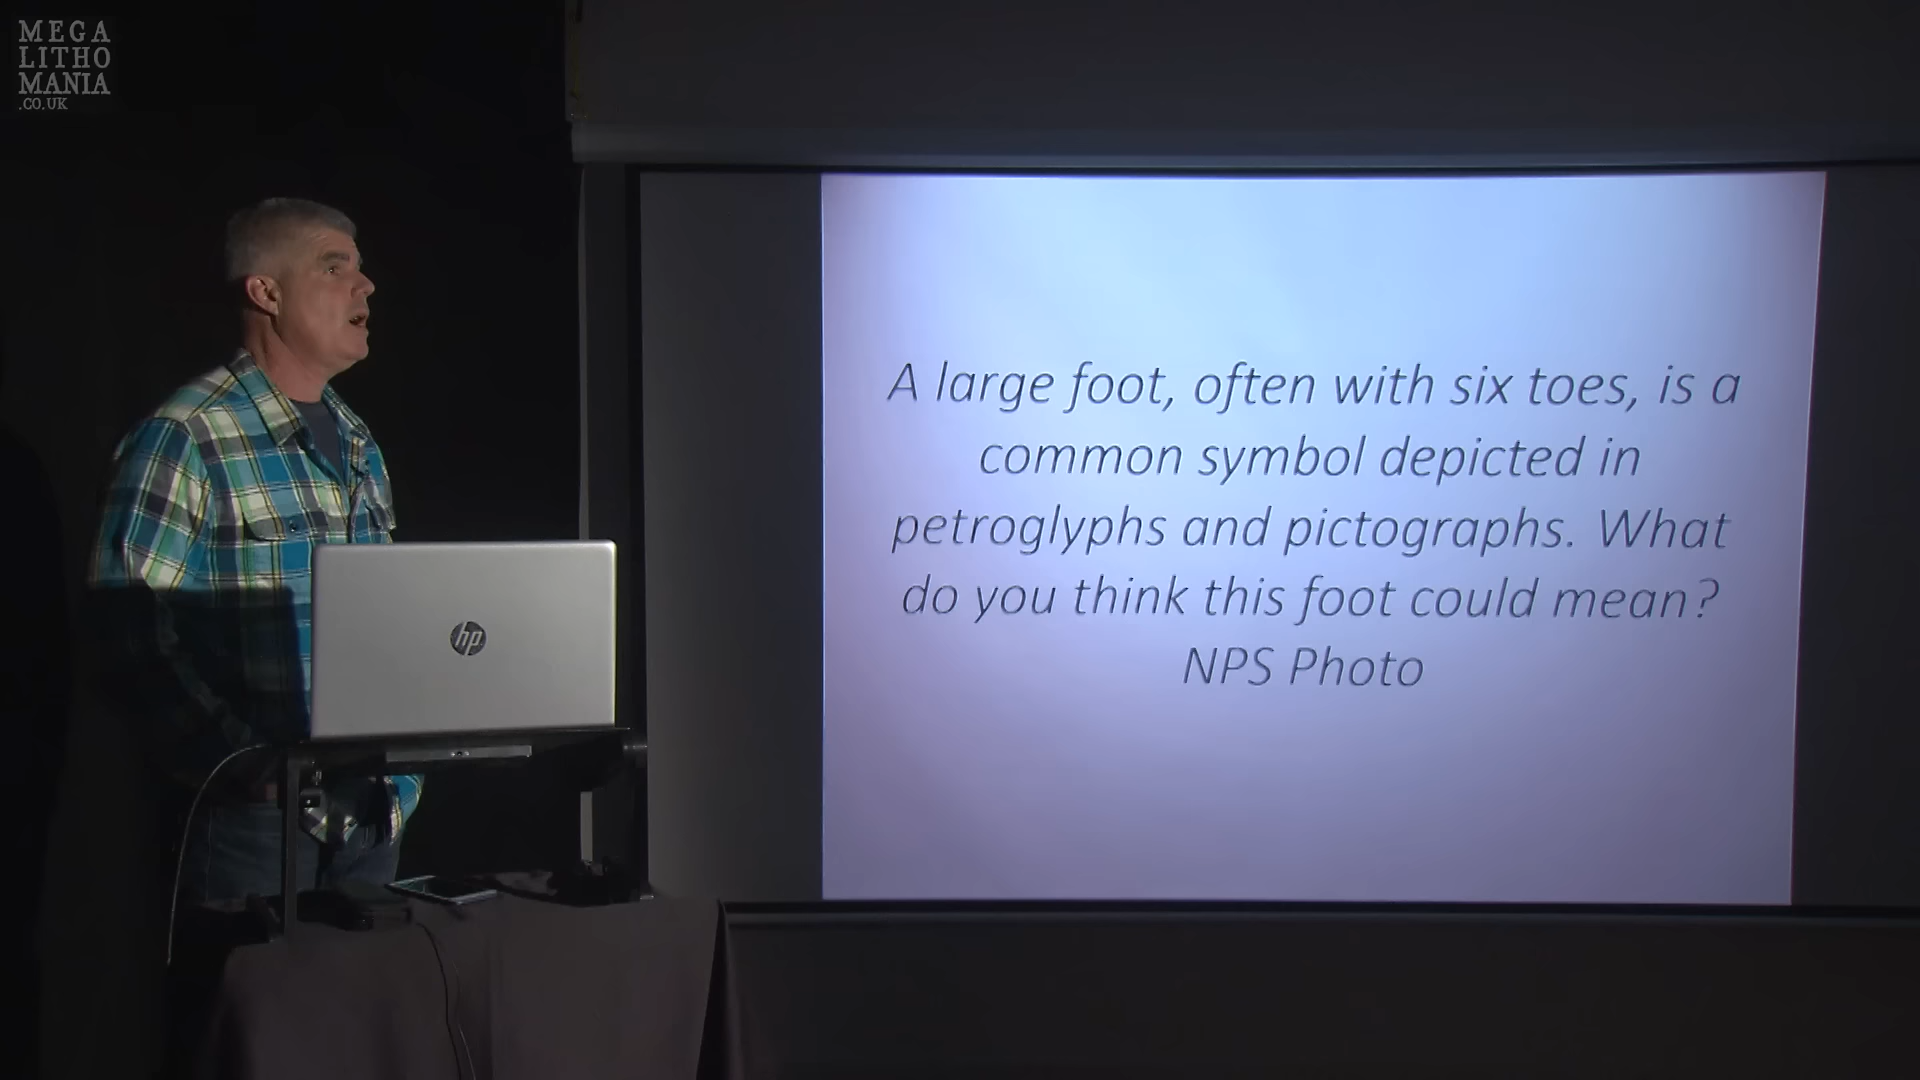 MEGA
LITHO
MANIA
.CO.UK
A large foot, often with six toes, is a
common symbol depicted in
petroglyphs and pictographs. What
do you think this foot could mean?
NPS Photo
hp